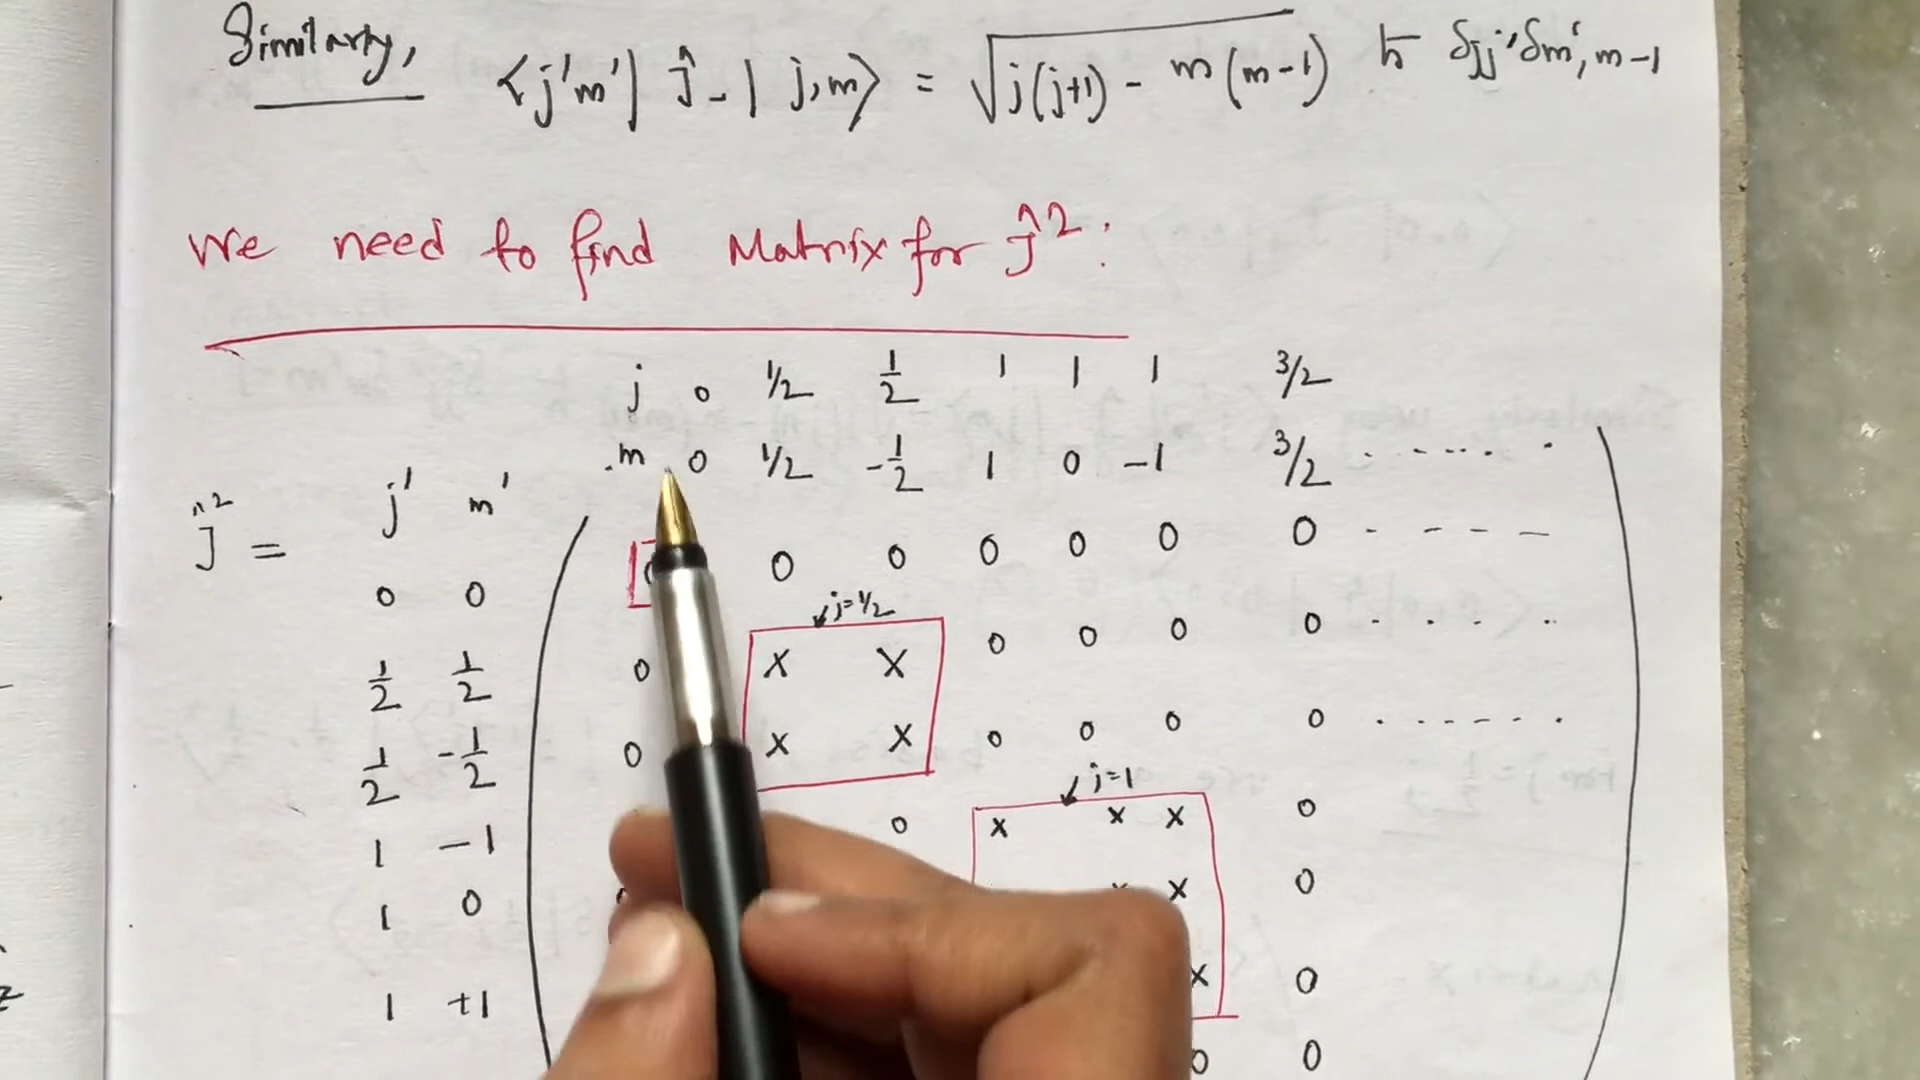 Similarly, <j'm'| Ĵ- | j,m> = √j(j+1) - m(m-1) ħ δjj' δm', m-1
We need to find Matrix for Ĵ²:
j 0 1/2 1/2 1 1 1 3/2
m 0 1/2 -1/2 1 0 -1 3/2 ........
Ĵ² = j' m'
0 0 0 0 0 0 0 0 - - - -
j=1/2
1/2 1/2 0 x x 0 0 0 0 . . . .
1/2 -1/2 0 x x 0 0 0 0 ......
j=1
1 -1 0 x x x 0
1 0 x 0
1 +1 x 0
0 0